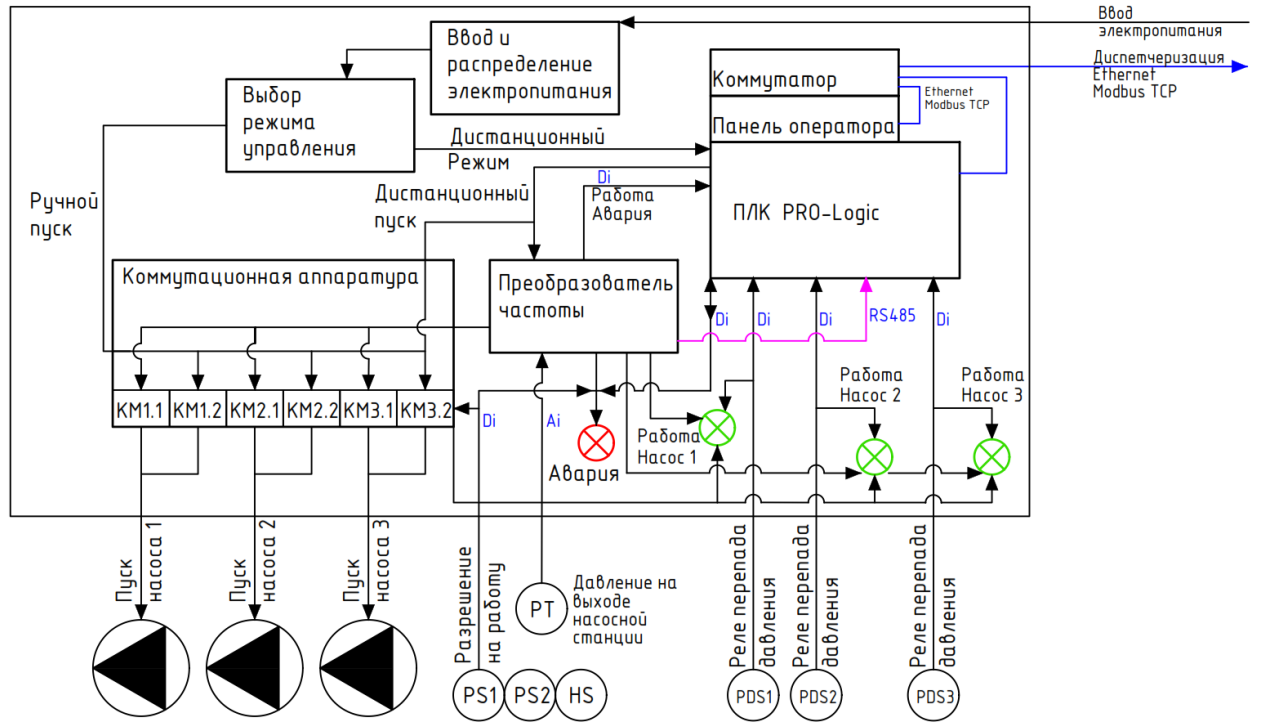 Ввод
электропитания
Диспетчеризация
Ethernet
Modbus TCP
Ввод и
распределение
электропитания
Коммутатор
Ethernet
Modbus TCP
Панель оператора
Выбор
режима
управления
Дистанционный
Режим
Ручной
пуск
Дистанционный
пуск
Di
Работа
Авария
ПЛК PRO-Logic
Коммутационная аппаратура
Преобразователь
частоты
Di
Di
Di
RS485
Di
КМ1.1
КМ1.2
КМ2.1
КМ2.2
КМ3.1
КМ3.2
Di
Ai
Авария
Работа
Насос 1
Работа
Насос 2
Работа
Насос 3
Пуск
насоса 1
Пуск
насоса 2
Пуск
насоса 3
Разрешение
на работу
Давление на
выходе
насосной
станции
PT
Реле перепада
давления
Реле перепада
давления
Реле перепада
давления
PS1
PS2
HS
PDS1
PDS2
PDS3